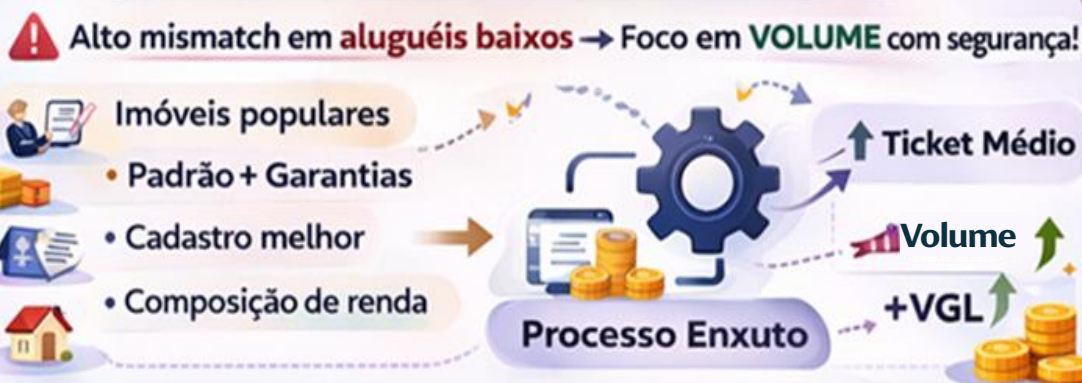 Alto mismatch em aluguéis baixos → Foco em VOLUME com segurança!
Imóveis populares
• Padrão + Garantias
• Cadastro melhor
• Composição de renda
Processo Enxuto
Ticket Médio
Volume
+VGL